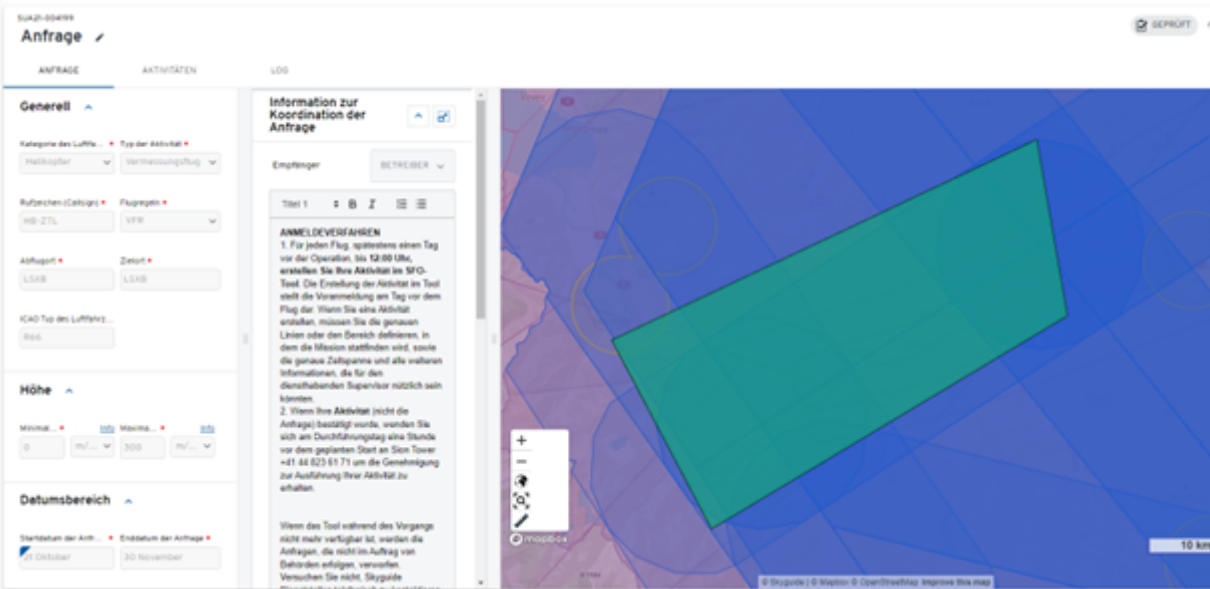 SUA21-004199
Anfrage
GEPRÜFT
ANFRAGE
AKTIVITÄTEN
LOG
Generell
Kategorie des Luftfa... * Typ der Aktivität *
Helikopter
Vermessungsflug
Rufzeichen (Callsign) * Flugregeln *
HB-ZTL
VFR
Abflugort * Zielort *
LSXB
LSXB
ICAO Typ des Luftfahrz...
R66
Höhe
Minimal... * Info Maxima... * Info
0
m/...
300
m/...
Datumsbereich
Startdatum der Anfr... * Enddatum der Anfrage *
Oktober
30 November
Information zur
Koordination der
Anfrage
Empfänger
BETREIBER
Titel 1
B I
ANMELDEVERFAHREN
1. Für jeden Flug, spätestens einen Tag
vor der Operation, bis 12:00 Uhr,
erstellen Sie Ihre Aktivität im SFO-
Tool. Die Erstellung der Aktivität im Tool
stellt die Voranmeldung am Tag vor dem
Flug dar. Wenn Sie eine Aktivität
erstellen, müssen Sie die genauen
Linien oder den Bereich definieren, in
dem die Mission stattfinden wird, sowie
die genaue Zeitspanne und alle weiteren
Informationen, die für den
diensthabenden Supervisor nützlich sein
könnten.
2. Wenn Ihre Aktivität (nicht die
Anfrage) bestätigt wurde, wenden Sie
sich am Durchführungstag eine Stunde
vor dem geplanten Start an Sion Tower
+41 44 823 61 71 um die Genehmigung
zur Ausführung Ihrer Aktivität zu
erhalten.
Wenn das Tool während des Vorgangs
nicht mehr verfügbar ist, werden die
Anfragen, die nicht im Auftrag von
Behörden erfolgen, verworfen.
Versuchen Sie nicht, Skyguide
Vevey
+
−
mapbox
10 km
© Skyguide | © Mapbox © OpenStreetMap Improve this map